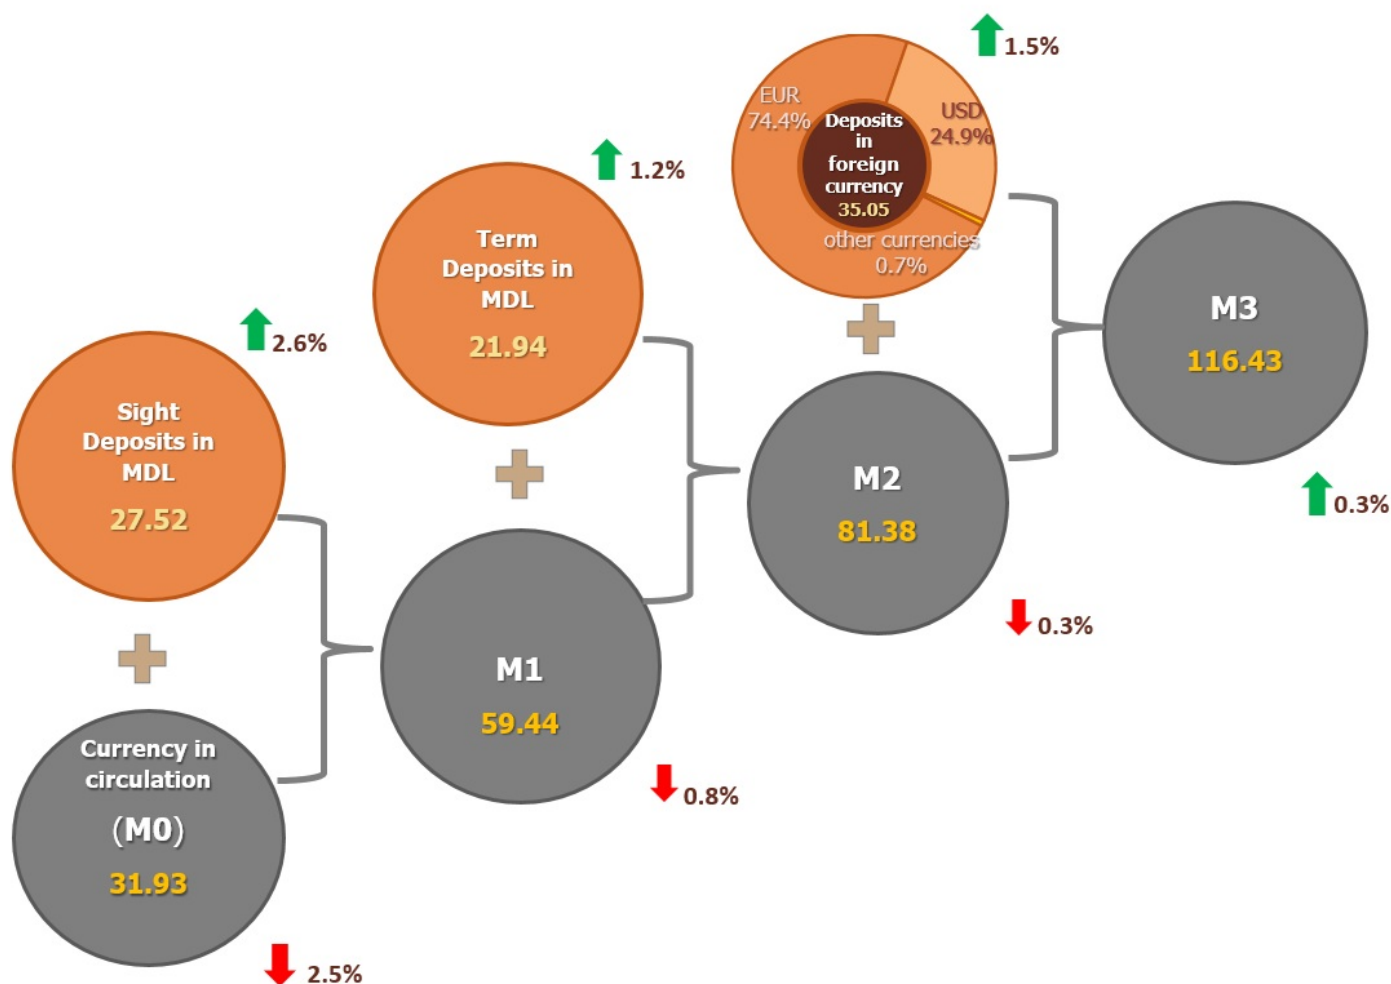 1.5%
EUR
74.4%
USD
24.9%
Deposits
in
foreign
currency
35.05
other currencies
0.7%
1.2%
Term
Deposits in
MDL
21.94
2.6%
Sight
Deposits in
MDL
27.52
M3
116.43
0.3%
M2
81.38
0.3%
M1
59.44
0.8%
Currency in
circulation
(M0)
31.93
2.5%